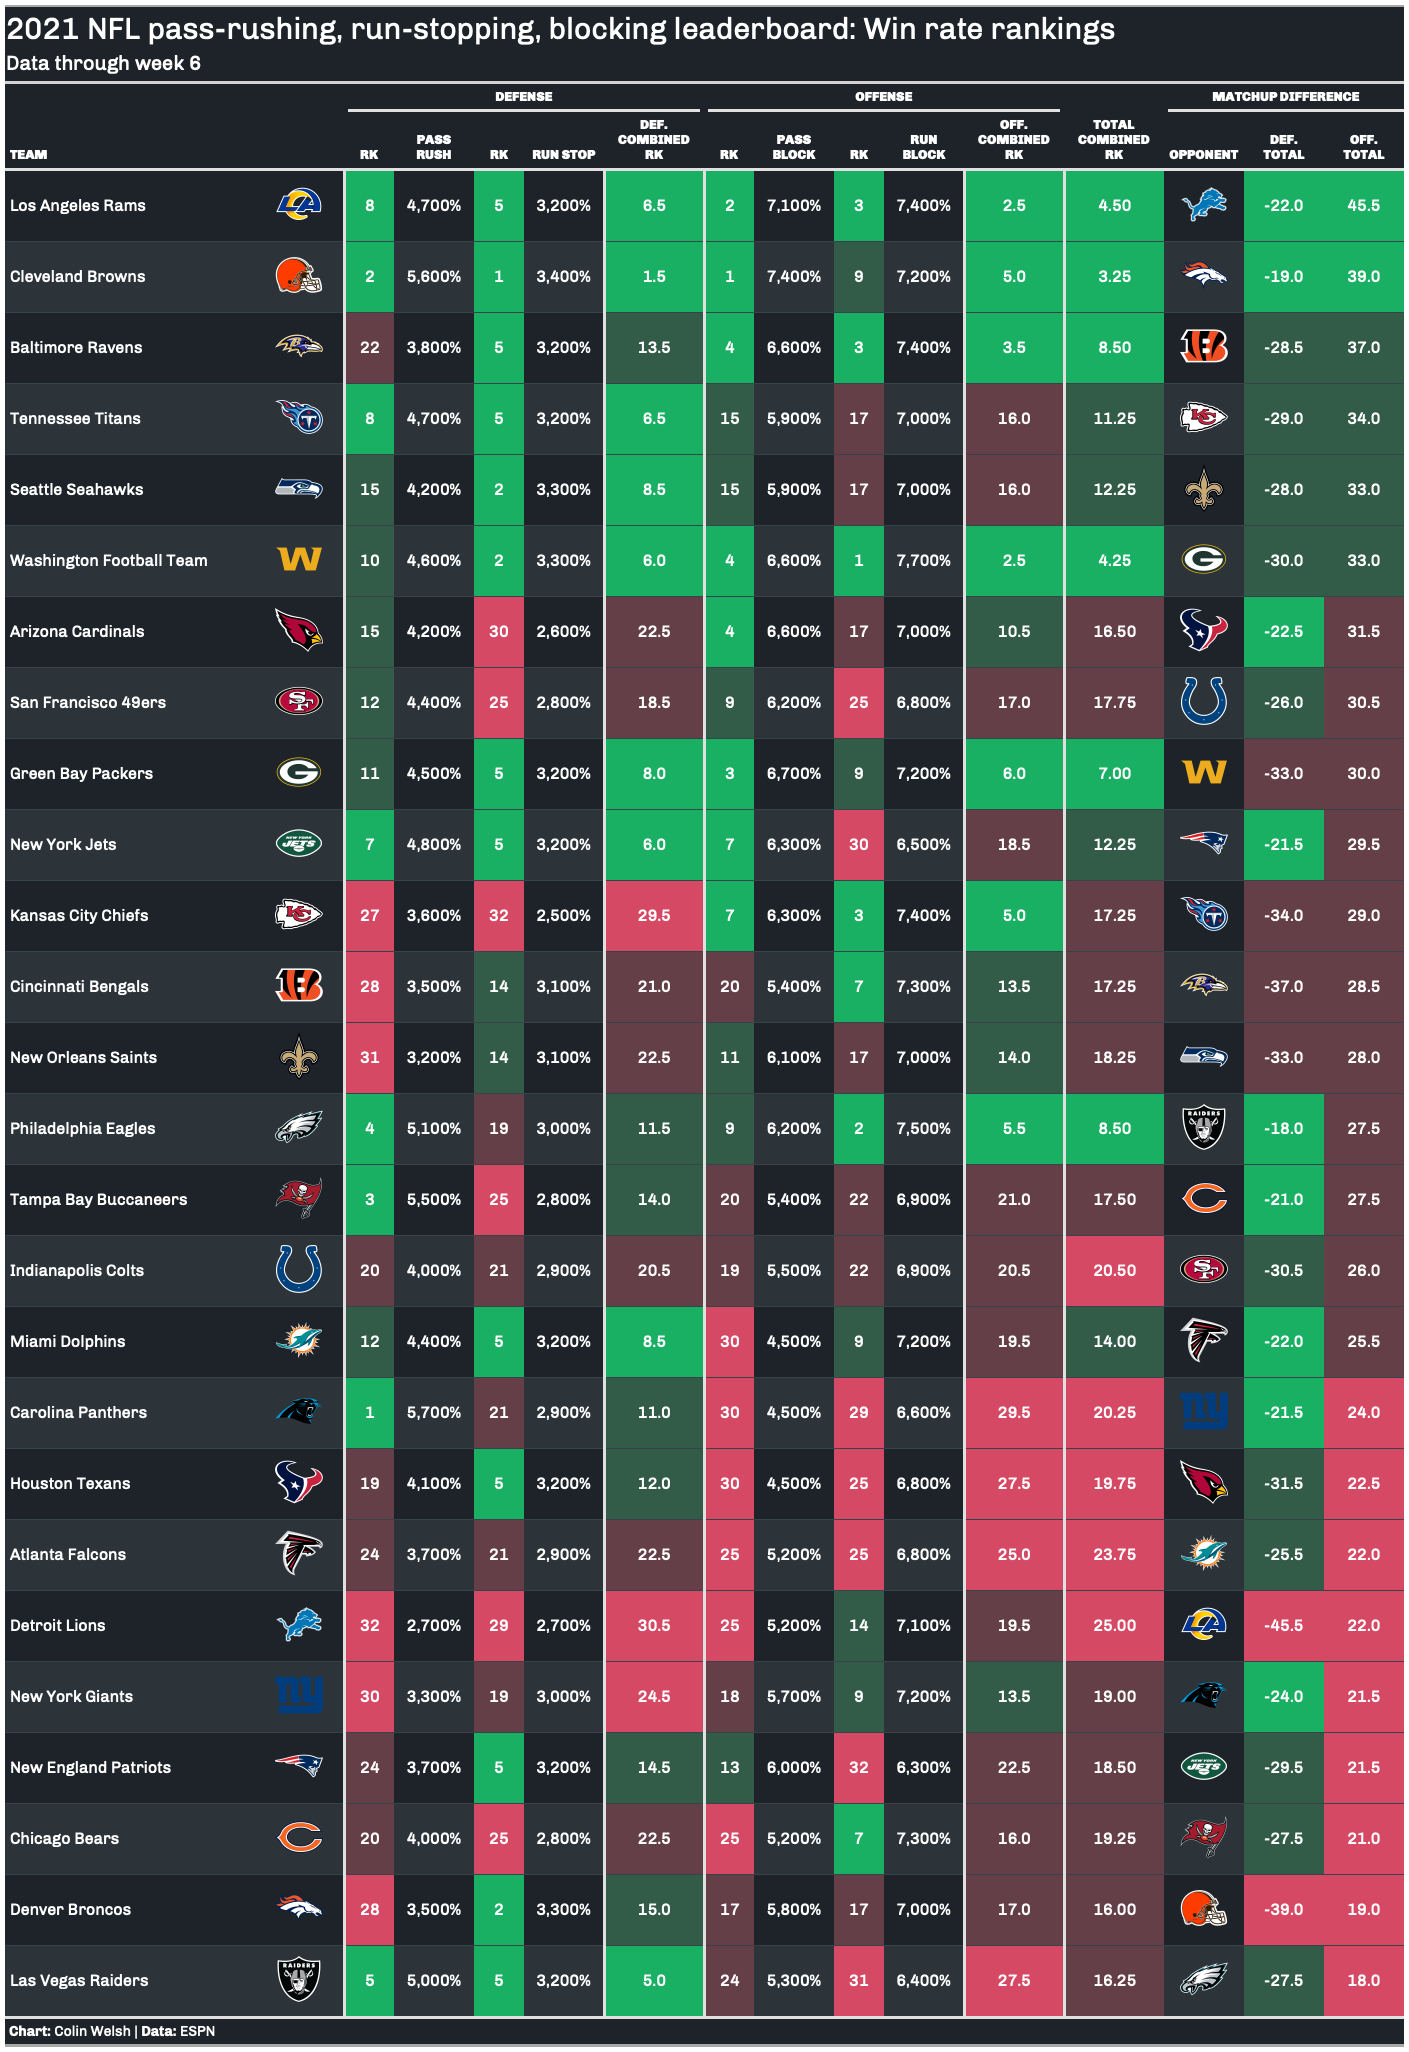 2021 NFL pass-rushing, run-stopping, blocking leaderboard: Win rate rankings
Data through week 6
DEFENSE OFFENSE MATCHUP DIFFERENCE
TEAM RK PASS RUSH RK RUN STOP DEF. COMBINED RK RK PASS BLOCK RK RUN BLOCK OFF. COMBINED RK TOTAL COMBINED RK OPPONENT DEF. TOTAL OFF. TOTAL
Los Angeles Rams 8 4,700% 5 3,200% 6.5 2 7,100% 3 7,400% 2.5 4.50 -22.0 45.5
Cleveland Browns 2 5,600% 1 3,400% 1.5 1 7,400% 9 7,200% 5.0 3.25 -19.0 39.0
Baltimore Ravens 22 3,800% 5 3,200% 13.5 4 6,600% 3 7,400% 3.5 8.50 -28.5 37.0
Tennessee Titans 8 4,700% 5 3,200% 6.5 15 5,900% 17 7,000% 16.0 11.25 -29.0 34.0
Seattle Seahawks 15 4,200% 2 3,300% 8.5 15 5,900% 17 7,000% 16.0 12.25 -28.0 33.0
Washington Football Team W 10 4,600% 2 3,300% 6.0 4 6,600% 1 7,700% 2.5 4.25 G -30.0 33.0
Arizona Cardinals 15 4,200% 30 2,600% 22.5 4 6,600% 17 7,000% 10.5 16.50 -22.5 31.5
San Francisco 49ers SF 12 4,400% 25 2,800% 18.5 9 6,200% 25 6,800% 17.0 17.75 -26.0 30.5
Green Bay Packers G 11 4,500% 5 3,200% 8.0 3 6,700% 9 7,200% 6.0 7.00 W -33.0 30.0
New York Jets NEW YORK JETS 7 4,800% 5 3,200% 6.0 7 6,300% 30 6,500% 18.5 12.25 -21.5 29.5
Kansas City Chiefs KC 27 3,600% 32 2,500% 29.5 7 6,300% 3 7,400% 5.0 17.25 T -34.0 29.0
Cincinnati Bengals B 28 3,500% 14 3,100% 21.0 20 5,400% 7 7,300% 13.5 17.25 -37.0 28.5
New Orleans Saints 31 3,200% 14 3,100% 22.5 11 6,100% 17 7,000% 14.0 18.25 -33.0 28.0
Philadelphia Eagles 4 5,100% 19 3,000% 11.5 9 6,200% 2 7,500% 5.5 8.50 RAIDERS -18.0 27.5
Tampa Bay Buccaneers 3 5,500% 25 2,800% 14.0 20 5,400% 22 6,900% 21.0 17.50 C -21.0 27.5
Indianapolis Colts 20 4,000% 21 2,900% 20.5 19 5,500% 22 6,900% 20.5 20.50 SF -30.5 26.0
Miami Dolphins 12 4,400% 5 3,200% 8.5 30 4,500% 9 7,200% 19.5 14.00 -22.0 25.5
Carolina Panthers 1 5,700% 21 2,900% 11.0 30 4,500% 29 6,600% 29.5 20.25 ny -21.5 24.0
Houston Texans 19 4,100% 5 3,200% 12.0 30 4,500% 25 6,800% 27.5 19.75 -31.5 22.5
Atlanta Falcons 24 3,700% 21 2,900% 22.5 25 5,200% 25 6,800% 25.0 23.75 -25.5 22.0
Detroit Lions 32 2,700% 29 2,700% 30.5 25 5,200% 14 7,100% 19.5 25.00 LA -45.5 22.0
New York Giants ny 30 3,300% 19 3,000% 24.5 18 5,700% 9 7,200% 13.5 19.00 -24.0 21.5
New England Patriots 24 3,700% 5 3,200% 14.5 13 6,000% 32 6,300% 22.5 18.50 NEW YORK JETS -29.5 21.5
Chicago Bears C 20 4,000% 25 2,800% 22.5 25 5,200% 7 7,300% 16.0 19.25 -27.5 21.0
Denver Broncos 28 3,500% 2 3,300% 15.0 17 5,800% 17 7,000% 17.0 16.00 -39.0 19.0
Las Vegas Raiders RAIDERS 5 5,000% 5 3,200% 5.0 24 5,300% 31 6,400% 27.5 16.25 -27.5 18.0
Chart: Colin Welsh | Data: ESPN